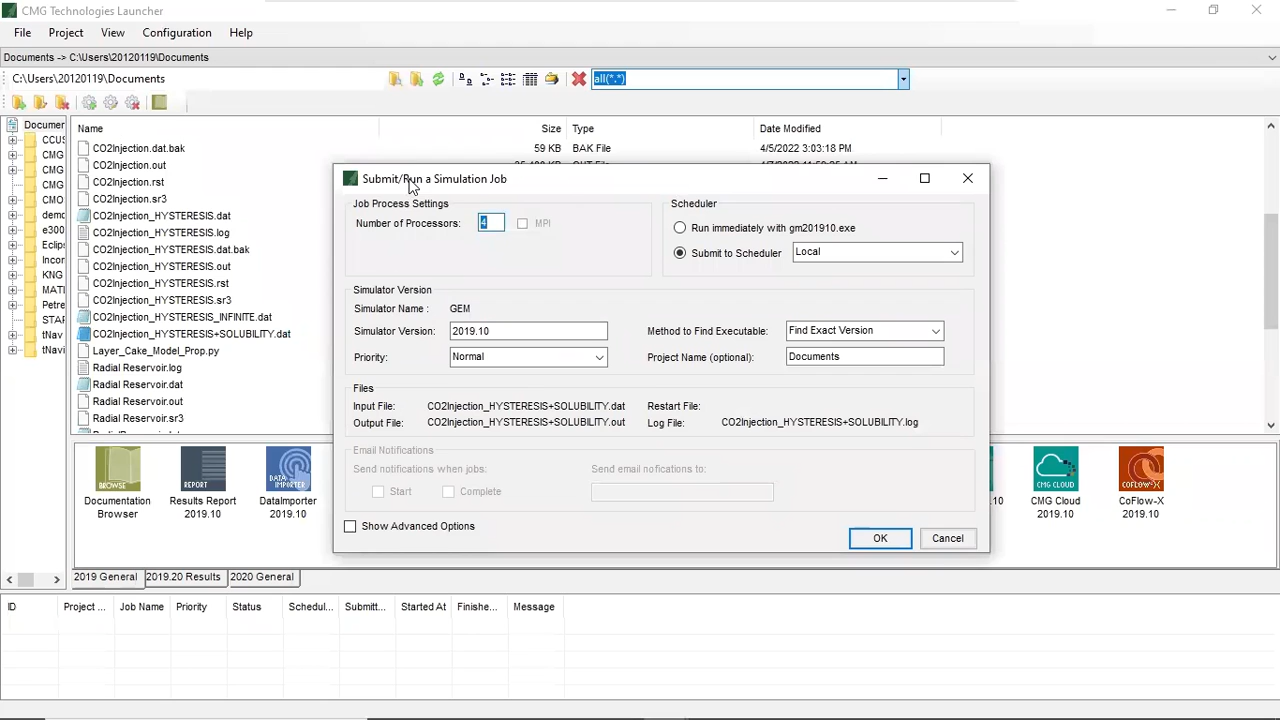 CMG Technologies Launcher
File Project View Configuration Help
Documents -> C:\Users\20120119\Documents
C:\Users\20120119\Documents all(*.*)
Name Size Type Date Modified
CO2Injection.dat.bak 59 KB BAK File 4/5/2022 3:03:18 PM
CO2Injection.out
CO2Injection.rst
CO2Injection.sr3
CO2Injection_HYSTERESIS.dat
CO2Injection_HYSTERESIS.log
CO2Injection_HYSTERESIS.dat.bak
CO2Injection_HYSTERESIS.out
CO2Injection_HYSTERESIS.rst
CO2Injection_HYSTERESIS.sr3
CO2Injection_HYSTERESIS_INFINITE.dat
CO2Injection_HYSTERESIS+SOLUBILITY.dat
Layer_Cake_Model_Prop.py
Radial Reservoir.log
Radial Reservoir.dat
Radial Reservoir.out
Radial Reservoir.sr3
Documen
CCUS
CMG
CMG
CMG
CMO
demo
e300
Eclips
Incon
KNG
MATI
Petre
STAF
tNav
tNavi
Submit/Run a Simulation Job
Job Process Settings
Number of Processors: 4 MPI
Scheduler
Run immediately with gm201910.exe
Submit to Scheduler Local
Simulator Version
Simulator Name : GEM
Simulator Version: 2019.10 Method to Find Executable: Find Exact Version
Priority: Normal Project Name (optional): Documents
Files
Input File: CO2Injection_HYSTERESIS+SOLUBILITY.dat Restart File:
Output File: CO2Injection_HYSTERESIS+SOLUBILITY.out Log File: CO2Injection_HYSTERESIS+SOLUBILITY.log
Email Notifications
Send notifications when jobs: Send email nofications to:
Start Complete
Show Advanced Options
OK Cancel
BROWSE
Documentation
Browser
REPORT
Results Report
2019.10
DATA
IMPORTER
DataImporter
2019.10
10
CMG CLOUD
CMG Cloud
2019.10
COFLOW-X
CoFlow-X
2019.10
2019 General 2019.20 Results 2020 General
ID Project ... Job Name Priority Status Schedul... Submitt... Started At Finishe... Message